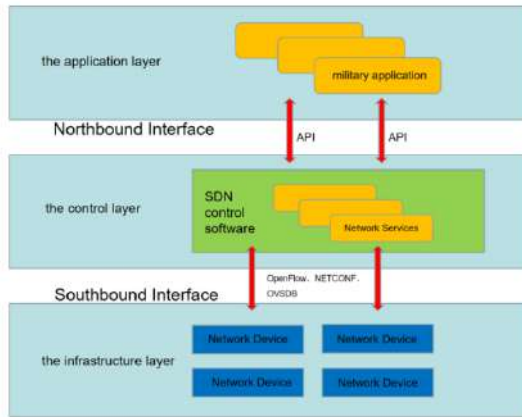 the application layer
military application
Northbound Interface
API
API
the control layer
SDN
control
software
Network Services
OpenFlow、NETCONF、
OVSDB
Southbound Interface
the infrastructure layer
Network Device
Network Device
Network Device
Network Device